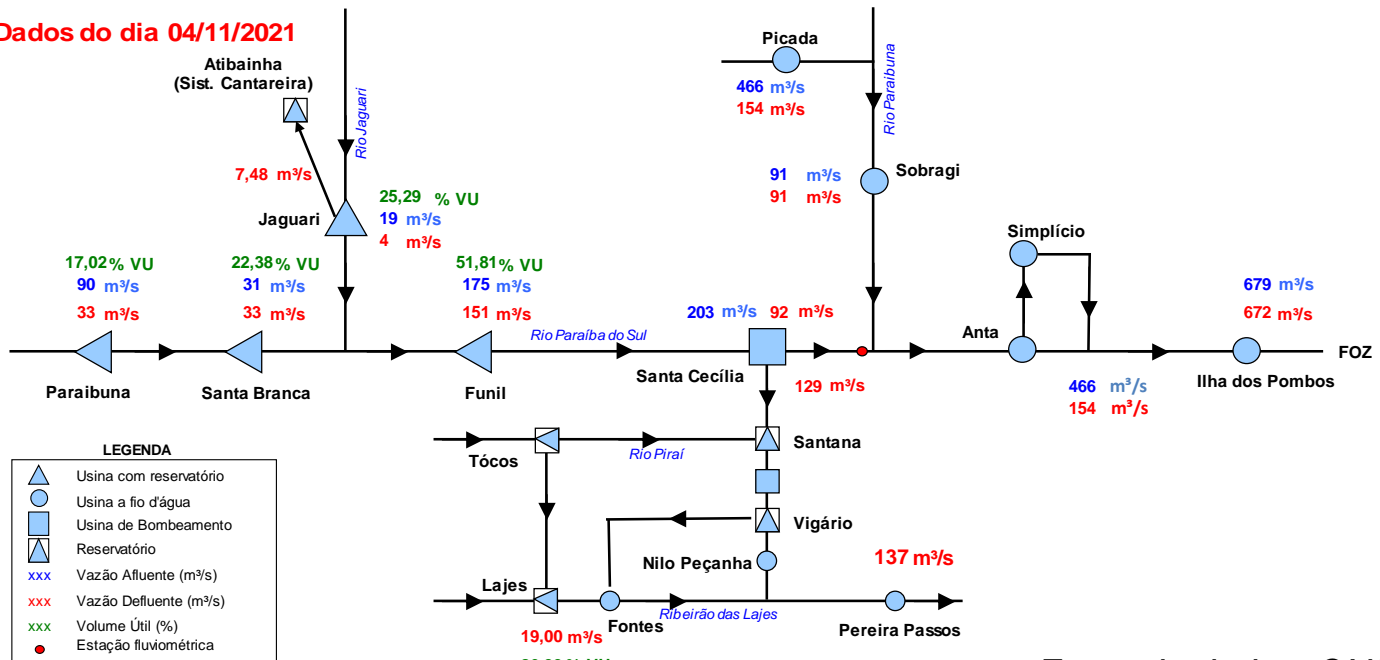 Dados do dia 04/11/2021
Atibainha
(Sist. Cantareira)
Rio Jaguari
7,48 m³/s
Jaguari
25,29 % VU
19 m³/s
4 m³/s
Picada
466 m³/s
154 m³/s
Rio Paraibuna
91 m³/s
91 m³/s
Sobragi
17,02% VU
90 m³/s
33 m³/s
Paraibuna
22,38% VU
31 m³/s
33 m³/s
Santa Branca
51,81% VU
175 m³/s
151 m³/s
Funil
Rio Paraíba do Sul
203 m³/s 92 m³/s
Santa Cecília
129 m³/s
Simplício
Anta
466 m³/s
154 m³/s
679 m³/s
672 m³/s
Ilha dos Pombos
FOZ
Tócos
Rio Piraí
Santana
Vigário
Nilo Peçanha
137 m³/s
Lajes
19,00 m³/s
Fontes
Ribeirão das Lajes
Pereira Passos
LEGENDA
Usina com reservatório
Usina a fio d'água
Usina de Bombeamento
Reservatório
xxx Vazão Afluente (m³/s)
xxx Vazão Defluente (m³/s)
xxx Volume Útil (%)
Estação fluviométrica